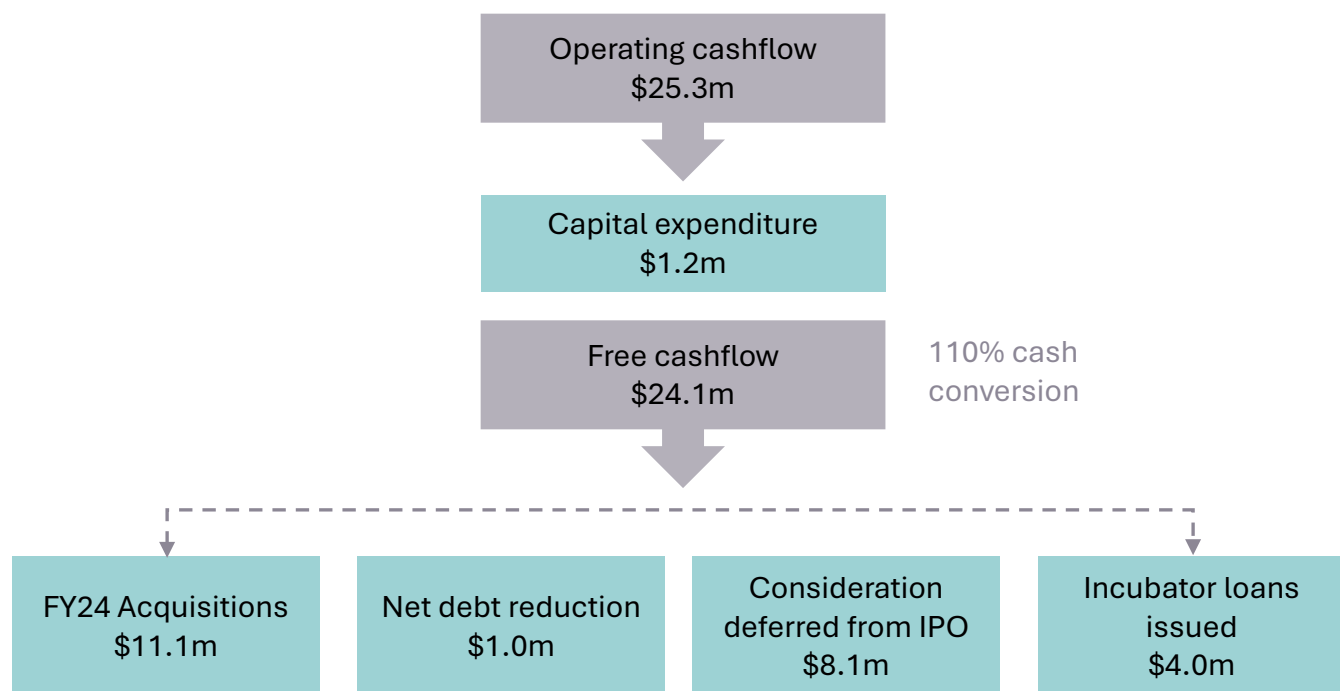 Operating cashflow
$25.3m
Capital expenditure
$1.2m
Free cashflow
$24.1m
110% cash
conversion
FY24 Acquisitions
$11.1m
Net debt reduction
$1.0m
Consideration
deferred from IPO
$8.1m
Incubator loans
issued
$4.0m